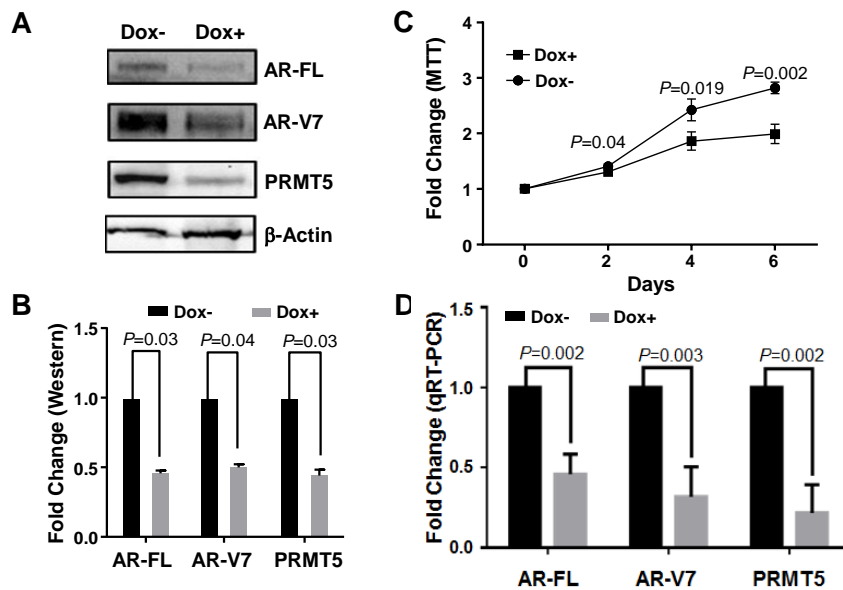 A
Dox- Dox+
AR-FL
AR-V7
PRMT5
β-Actin
B
Dox- Dox+
Fold Change (Western)
1.5
1.0
0.5
0.0
P=0.03 P=0.04 P=0.03
AR-FL AR-V7 PRMT5
C
Dox+
Dox-
Fold Change (MTT)
4
3
2
1
0
P=0.04
P=0.019
P=0.002
0 2 4 6
Days
D
Dox- Dox+
Fold Change (qRT-PCR)
1.5
1.0
0.5
0.0
P=0.002 P=0.003 P=0.002
AR-FL AR-V7 PRMT5